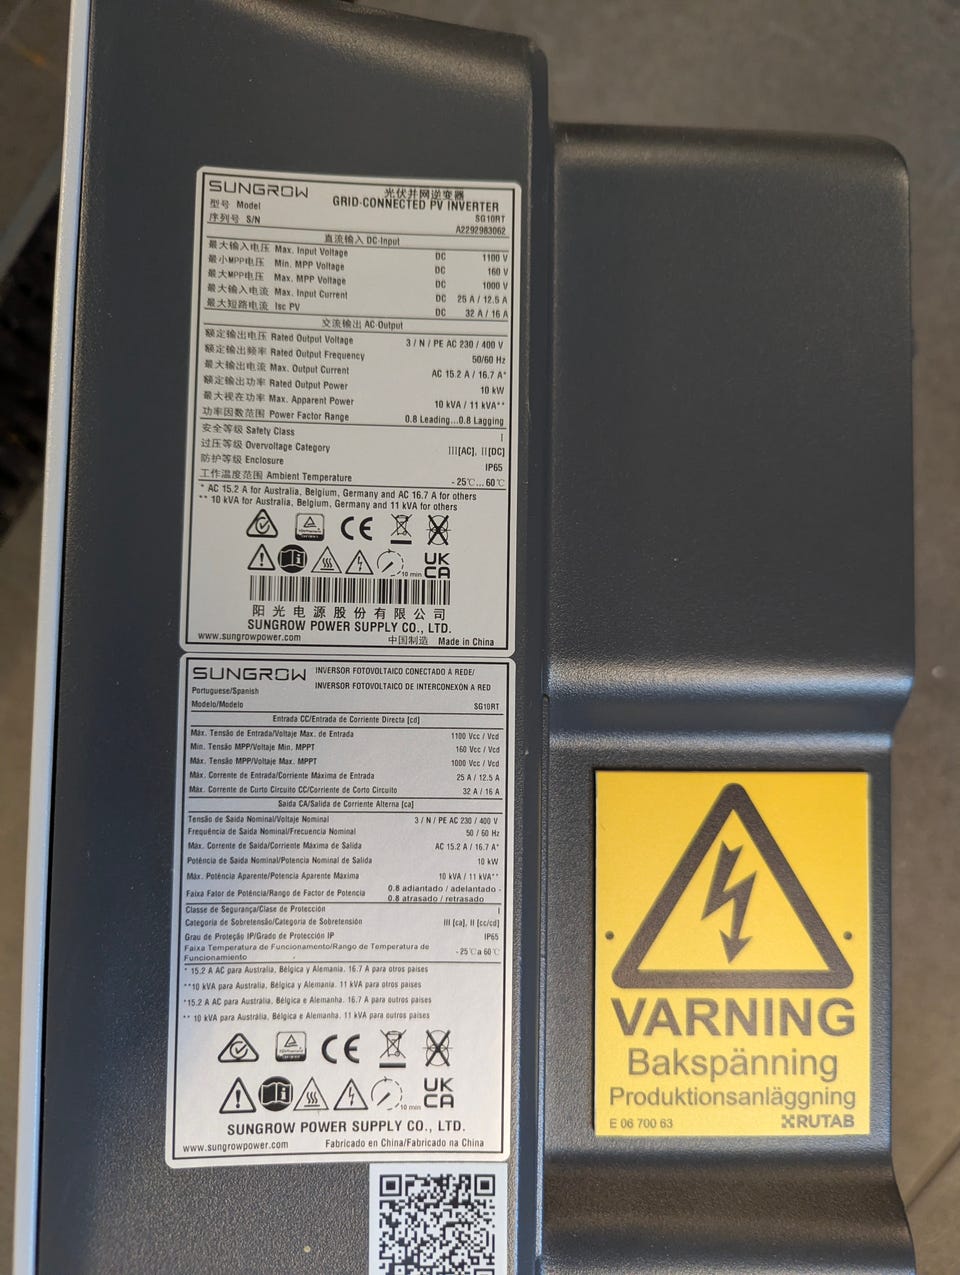 SUNGROW
光伏并网逆变器
GRID-CONNECTED PV INVERTER
型号 Model SG10RT
序列号 S/N A2292983062
直流输入 DC-Input
最大输入电压 Max. Input Voltage DC 1100 V
最小MPP电压 Min. MPP Voltage DC 160 V
最大MPP电压 Max. MPP Voltage 1000 V
最大输入电流 Max. Input Current DC 25 A / 12.5 A
最大短路电流 Isc PV DC 32 A / 16 A
交流输出 AC-Output
额定输出电压 Rated Output Voltage 3 / N / PE AC 230 / 400 V
额定输出频率 Rated Output Frequency 50/60 Hz
最大输出电流 Max. Output Current AC 15.2 A / 16.7 A*
额定输出功率 Rated Output Power 10 kW
最大视在功率 Max. Apparent Power 10 kVA / 11 kVA**
功率因数范围 Power Factor Range 0.8 Leading...0.8 Lagging
安全等级 Safety Class I
过压等级 Overvoltage Category III[AC], II[DC]
防护等级 Enclosure IP65
工作温度范围 Ambient Temperature -25℃...60℃
* AC 15.2 A for Australia, Belgium, Germany and AC 16.7 A for others
** 10 kVA for Australia, Belgium, Germany and 11 kVA for others
CE
10 min
UK
CA
阳光电源股份有限公司
SUNGROW POWER SUPPLY CO., LTD.
www.sungrowpower.com 中国制造 Made in China
SUNGROW
INVERSOR FOTOVOLTAICO CONECTADO À REDE/
Portuguese/Spanish INVERSOR FOTOVOLTAICO DE INTERCONEXÓN A RED
Modelo/Modelo SG10RT
Entrada CC/Entrada de Corriente Directa [cd]
Máx. Tensão de Entrada/Voltaje Max. de Entrada 1100 Vcc / Vcd
Min. Tensão MPP/Voltaje Min. MPPT 160 Vcc / Vcd
Máx. Tensão MPP/Voltaje Max. MPPT 1000 Vcc / Vcd
Máx. Corrente de Entrada/Corriente Máxima de Entrada 25 A / 12.5 A
Máx. Corrente de Curto Circuito CC/Corriente de Corto Circuito 32 A / 16 A
Saída CA/Salida de Corriente Alterna [ca]
Tensão de Saída Nominal/Voltaje Nominal 3 / N / PE AC 230 / 400 V
Frequência de Saída Nominal/Frecuencia Nominal 50 / 60 Hz
Máx. Corrente de Saída/Corriente Máxima de Salida AC 15.2 A / 16.7 A*
Potência de Saída Nominal/Potencia Nominal de Salida 10 kW
Máx. Potência Aparente/Potencia Aparente Máxima 10 kVA / 11 kVA**
Faixa Fator de Potência/Rango de Factor de Potencia 0.8 adiantado / adelantado -
0.8 atrasado / retrasado
Classe de Segurança/Clase de Protección I
Categoria de Sobretensão/Categoría de Sobretensión III [ca], II [cc/cd]
Grau de Proteção IP/Grado de Protección IP IP65
Faixa Temperatura de Funcionamento/Rango de Temperatura de -25℃a 60℃
Funcionamiento
* 15.2 A AC para Australia, Bélgica y Alemania. 16.7 A para otros países
**10 kVA para Australia, Bélgica y Alemania. 11 kVA para otros países
*15.2 A AC para Austrália, Bélgica e Alemanha. 16.7 A para outros países
** 10 kVA para Austrália, Bélgica e Alemanha. 11 kVA para outros países
CE
10 min
UK
CA
SUNGROW POWER SUPPLY CO., LTD.
www.sungrowpower.com Fabricado en China/Fabricado na China
VARNING
Bakspänning
Produktionsanläggning
E 06 700 63 RUTAB